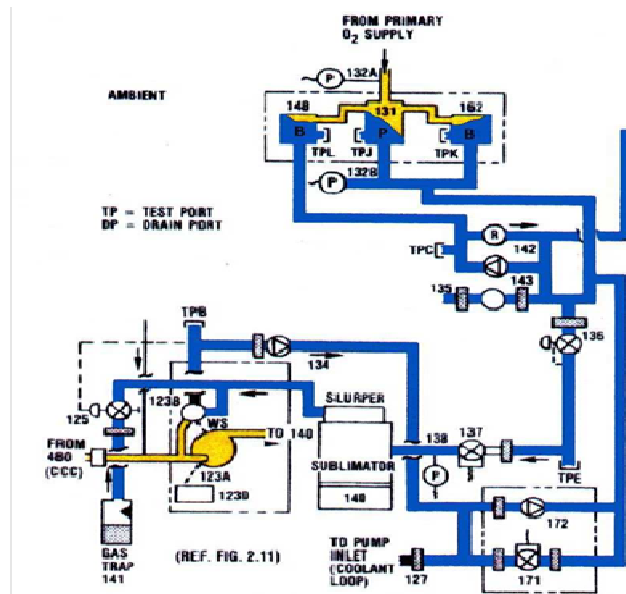 FROM PRIMARY
O2 SUPPLY
P
132A
AMBIENT
148
131
162
B
P
B
TPL
TPJ
TPK
P
132B
TP = TEST PORT
DP = DRAIN PORT
R
142
TPC
143
135
TPB
136
134
123B
SLURPER
125
WS
TO 140
138
137
FROM
480
(CCC)
SUBLIMATOR
123A
P
TPE
123D
140
172
GAS
TRAP
141
(REF. FIG. 2.11)
TO PUMP
INLET
(COOLANT
LOOP)
127
171